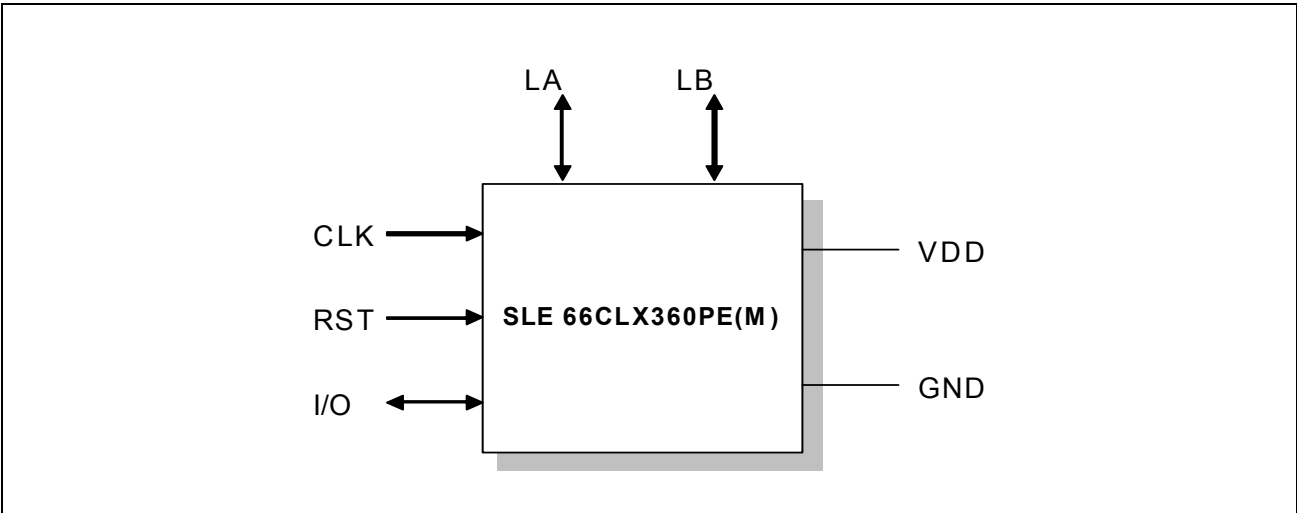 LA
LB
CLK
VDD
RST
SLE 66CLX360PE(M)
I/O
GND